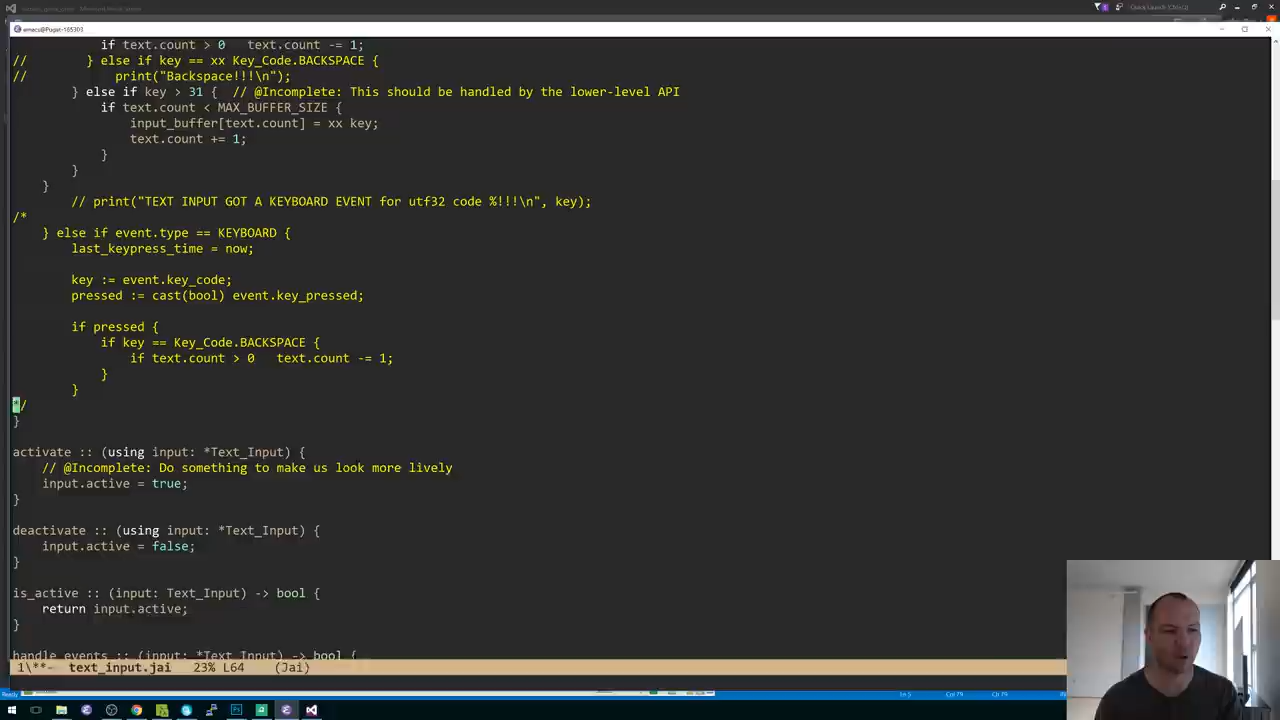 Quick Launch (Ctrl+Q)
if text.count > 0   text.count -= 1;
//        } else if key == xx Key_Code.BACKSPACE {
//            print("Backspace!!!\n");
} else if key > 31 {  // @Incomplete: This should be handled by the lower-level API
if text.count < MAX_BUFFER_SIZE {
input_buffer[text.count] = xx key;
text.count += 1;
}
}
}
// print("TEXT INPUT GOT A KEYBOARD EVENT for utf32 code %!!!\n", key);
/*
} else if event.type == KEYBOARD {
last_keypress_time = now;
key := event.key_code;
pressed := cast(bool) event.key_pressed;
if pressed {
if key == Key_Code.BACKSPACE {
if text.count > 0   text.count -= 1;
}
}
*/
}
activate :: (using input: *Text_Input) {
// @Incomplete: Do something to make us look more lively
input.active = true;
}
deactivate :: (using input: *Text_Input) {
input.active = false;
}
is_active :: (input: Text_Input) -> bool {
return input.active;
}
handle_events :: (input: *Text_Input) -> bool {
1\**-  text_input.jai   23% L64    (Jai)
Ready